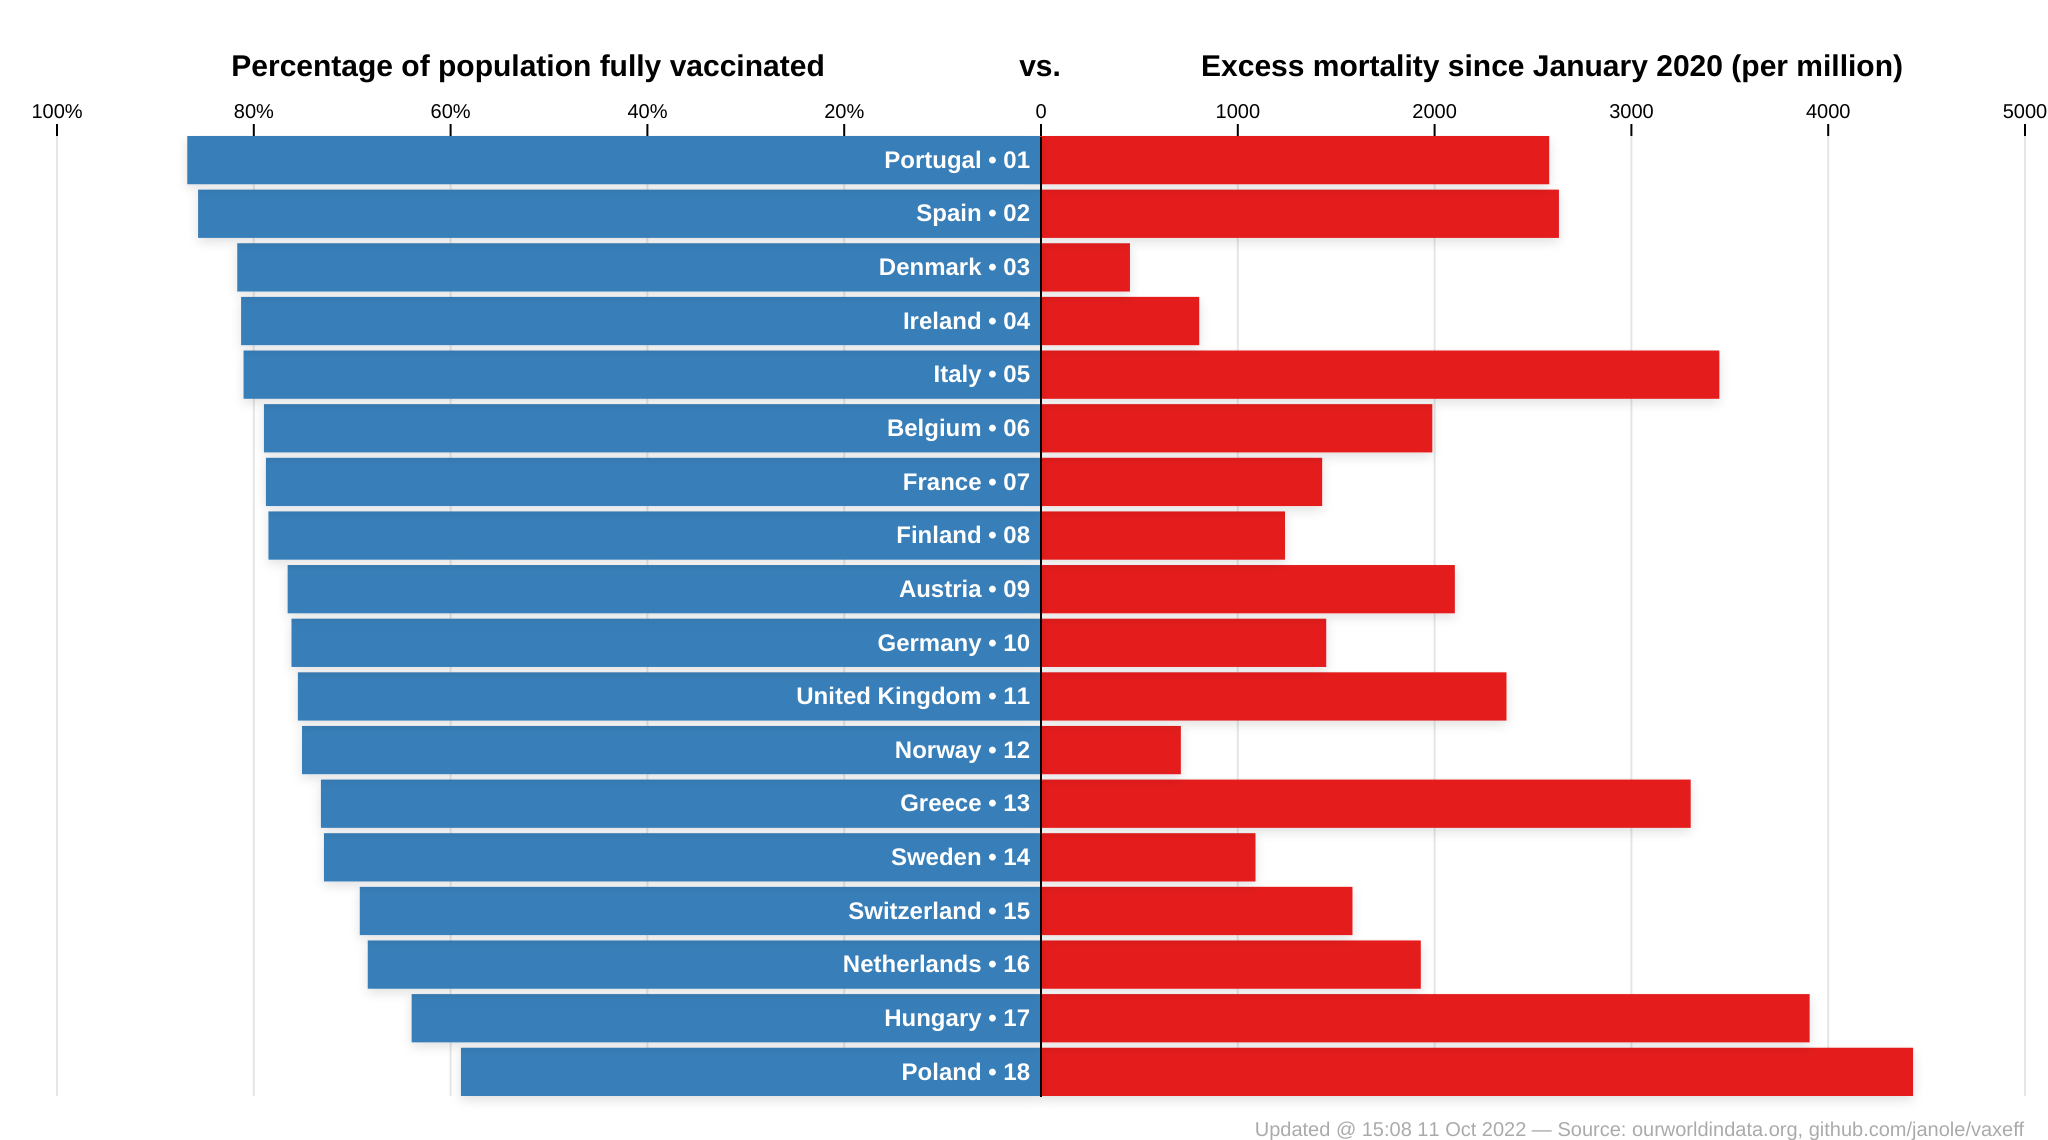 Percentage of population fully vaccinated vs. Excess mortality since January 2020 (per million)
100% 80% 60% 40% 20% 0 1000 2000 3000 4000 5000
Portugal • 01
Spain • 02
Denmark • 03
Ireland • 04
Italy • 05
Belgium • 06
France • 07
Finland • 08
Austria • 09
Germany • 10
United Kingdom • 11
Norway • 12
Greece • 13
Sweden • 14
Switzerland • 15
Netherlands • 16
Hungary • 17
Poland • 18
Updated @ 15:08 11 Oct 2022 — Source: ourworldindata.org, github.com/janole/vaxeff